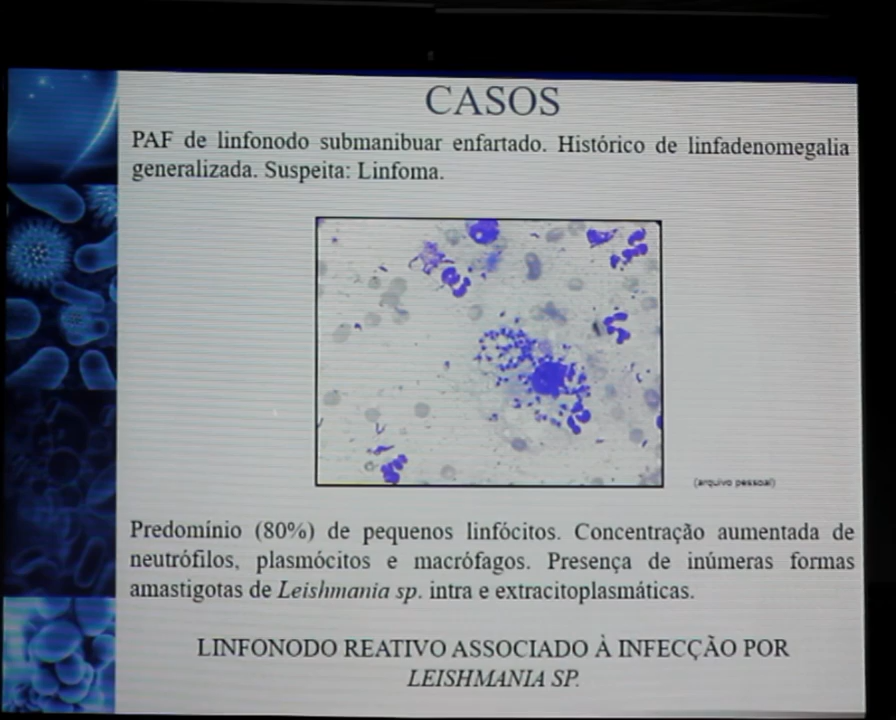 CASOS
PAF de linfonodo submanibuar enfartado. Histórico de linfadenomegalia
generalizada. Suspeita: Linfoma.
(arquivo pessoal)
Predomínio (80%) de pequenos linfócitos. Concentração aumentada de
neutrófilos, plasmócitos e macrófagos. Presença de inúmeras formas
amastigotas de Leishmania sp. intra e extracitoplasmáticas.
LINFONODO REATIVO ASSOCIADO À INFECÇÃO POR
LEISHMANIA SP.